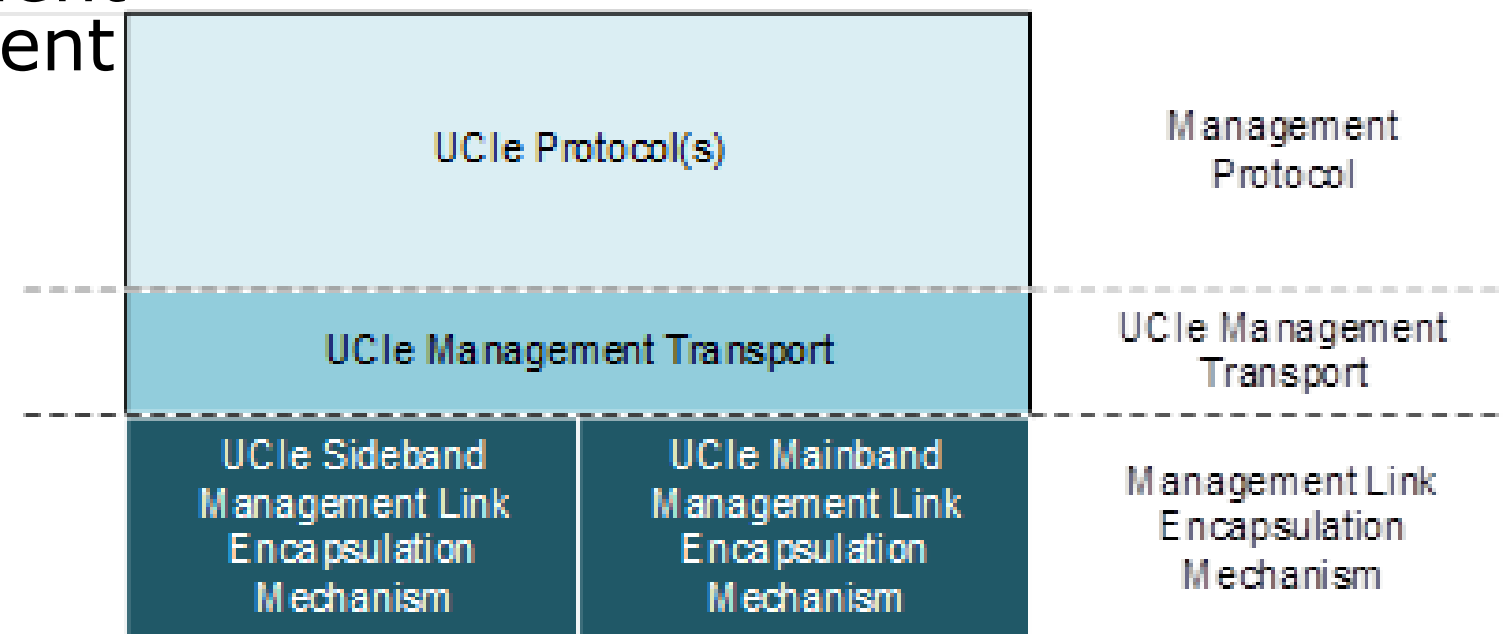 ent
UCIe Protocol(s)
Management
Protocol
UCIe Management Transport
UCIe Management
Transport
UCIe Sideband
Management Link
Encapsulation
Mechanism
UCIe Mainband
Management Link
Encapsulation
Mechanism
Management Link
Encapsulation
Mechanism